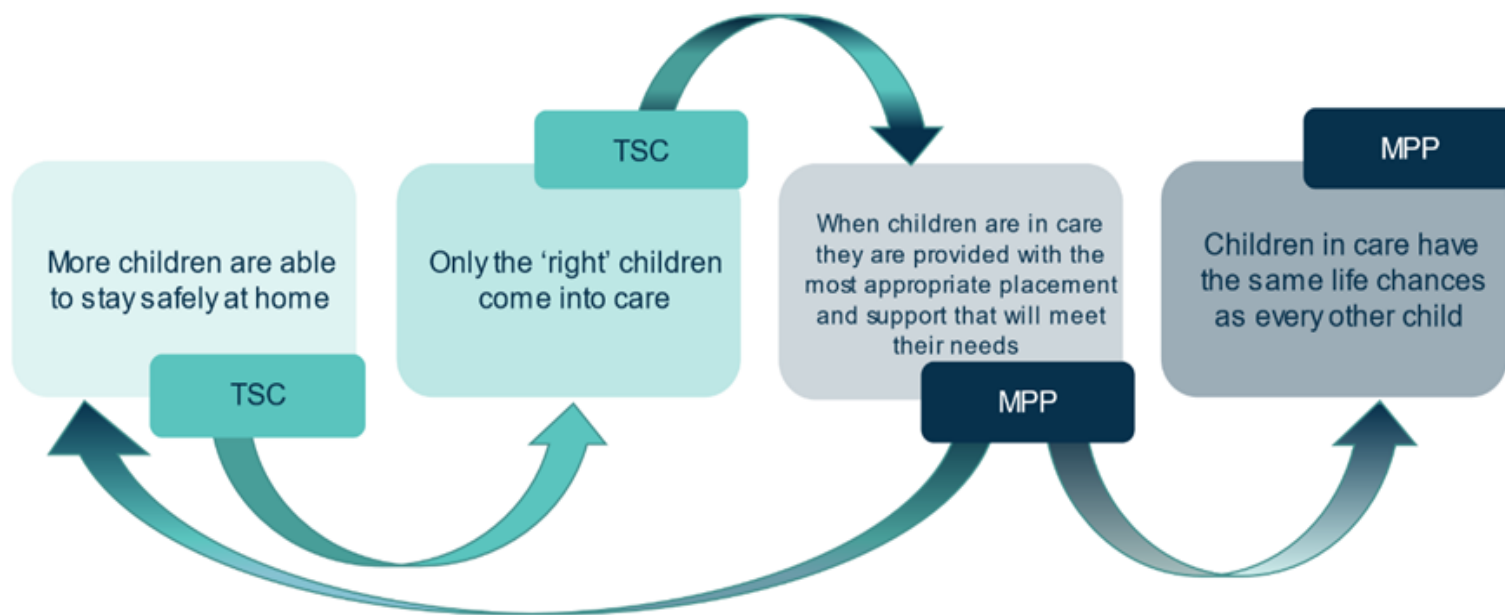 More children are able
to stay safely at home
TSC
TSC
Only the ‘right’ children
come into care
When children are in care
they are provided with the
most appropriate placement
and support that will meet
their needs
MPP
MPP
Children in care have
the same life chances
as every other child